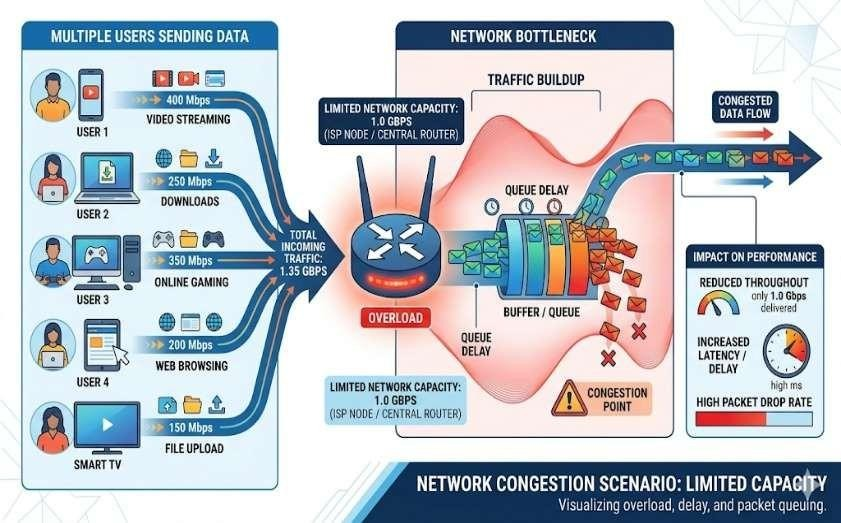 MULTIPLE USERS SENDING DATA
USER 1
400 Mbps
VIDEO STREAMING
USER 2
250 Mbps
DOWNLOADS
USER 3
350 Mbps
ONLINE GAMING
USER 4
200 Mbps
WEB BROWSING
SMART TV
150 Mbps
FILE UPLOAD
TOTAL
INCOMING
TRAFFIC:
1.35 GBPS
NETWORK BOTTLENECK
LIMITED NETWORK CAPACITY:
1.0 GBPS
(ISP NODE / CENTRAL ROUTER)
OVERLOAD
LIMITED NETWORK CAPACITY:
1.0 GBPS
(ISP NODE / CENTRAL ROUTER)
TRAFFIC BUILDUP
QUEUE DELAY
BUFFER / QUEUE
QUEUE
DELAY
CONGESTION
POINT
CONGESTED
DATA FLOW
IMPACT ON PERFORMANCE
REDUCED THROUGHPUT
only 1.0 Gbps
delivered
INCREASED
LATENCY /
DELAY
high ms
HIGH PACKET DROP RATE
NETWORK CONGESTION SCENARIO: LIMITED CAPACITY
Visualizing overload, delay, and packet queuing.